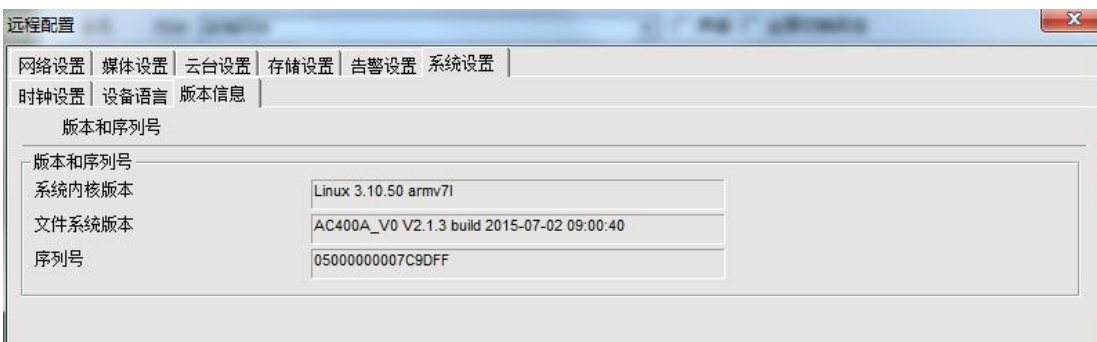 远程配置
网络设置 媒体设置 云台设置 存储设置 告警设置 系统设置
时钟设置 设备语言 版本信息
版本和序列号
版本和序列号
系统内核版本 Linux 3.10.50 armv7l
文件系统版本 AC400A_V0 V2.1.3 build 2015-07-02 09:00:40
序列号 05000000007C9DFF